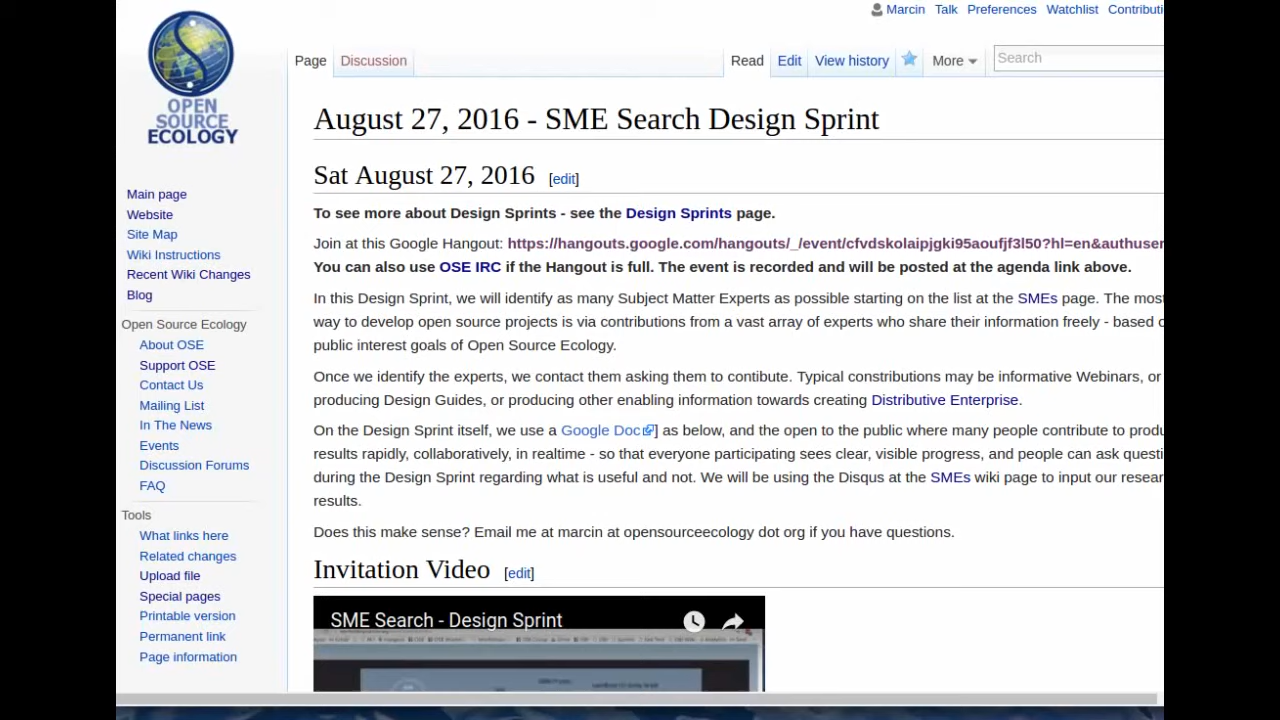 Marcin Talk Preferences Watchlist Contributi
OPEN
SOURCE
ECOLOGY
Page Discussion Read Edit View history More Search
August 27, 2016 - SME Search Design Sprint
Sat August 27, 2016 [edit]
To see more about Design Sprints - see the Design Sprints page.
Join at this Google Hangout: https://hangouts.google.com/hangouts/_/event/cfvdskolaipjgki95aoufjf3l50?hl=en&authuser
You can also use OSE IRC if the Hangout is full. The event is recorded and will be posted at the agenda link above.
In this Design Sprint, we will identify as many Subject Matter Experts as possible starting on the list at the SMEs page. The most
way to develop open source projects is via contributions from a vast array of experts who share their information freely - based o
public interest goals of Open Source Ecology.
Once we identify the experts, we contact them asking them to contibute. Typical constributions may be informative Webinars, or
producing Design Guides, or producing other enabling information towards creating Distributive Enterprise.
On the Design Sprint itself, we use a Google Doc] as below, and the open to the public where many people contribute to produ
results rapidly, collaboratively, in realtime - so that everyone participating sees clear, visible progress, and people can ask questi
during the Design Sprint regarding what is useful and not. We will be using the Disqus at the SMEs wiki page to input our resear
results.
Does this make sense? Email me at marcin at opensourceecology dot org if you have questions.
Invitation Video [edit]
SME Search - Design Sprint
Main page
Website
Site Map
Wiki Instructions
Recent Wiki Changes
Blog
Open Source Ecology
About OSE
Support OSE
Contact Us
Mailing List
In The News
Events
Discussion Forums
FAQ
Tools
What links here
Related changes
Upload file
Special pages
Printable version
Permanent link
Page information